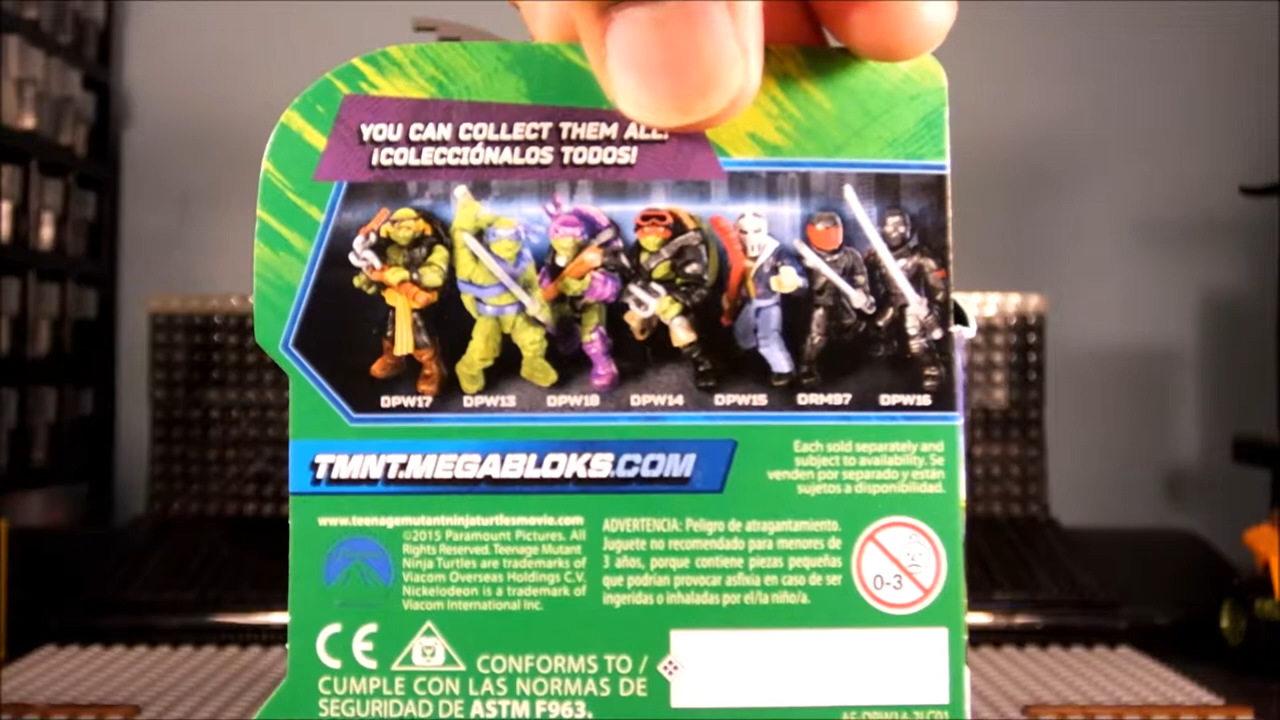 YOU CAN COLLECT THEM ALL!
¡COLECCIÓNALOS TODOS!
DPW17 DPW13 DPW18 DPW14 DPW15 DRM97 DPW16
TMNT.MEGABLOKS.COM
Each sold separately and
subject to availability. Se
venden por separado y están
sujetos a disponibilidad.
www.teenagemutantninjaturtlesmovie.com
©2015 Paramount Pictures. All
Rights Reserved. Teenage Mutant
Ninja Turtles are trademarks of
Viacom Overseas Holdings C.V.
Nickelodeon is a trademark of
Viacom International Inc.
ADVERTENCIA: Peligro de atragantamiento.
Juguete no recomendado para menores de
3 años, porque contiene piezas pequeñas
que podrían provocar asfixia en caso de ser
ingeridas o inhaladas por el/la niño/a.
0-3
CE
CONFORMS TO /
CUMPLE CON LAS NORMAS DE
SEGURIDAD DE ASTM F963.